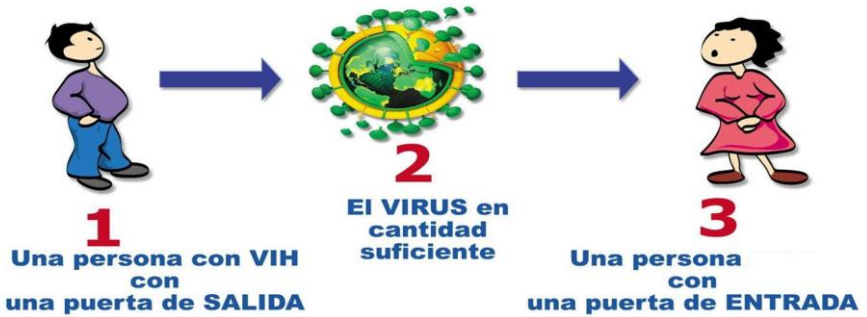 1
Una persona con VIH
con
una puerta de SALIDA
2
El VIRUS en
cantidad
suficiente
3
Una persona
con
una puerta de ENTRADA